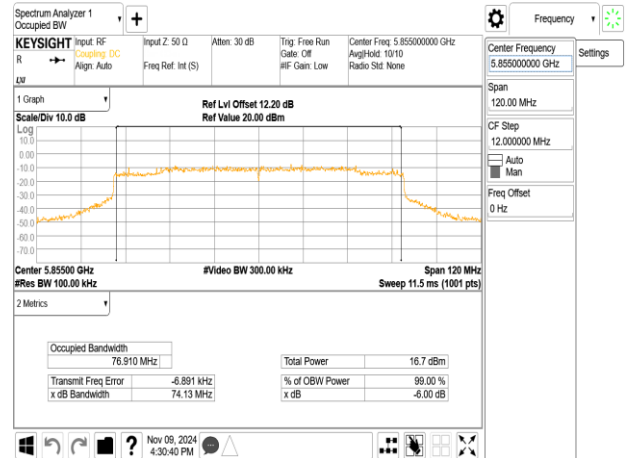 Spectrum Analyzer 1
Occupied BW
+
Frequency
KEYSIGHT
R
LXI
Input: RF
Coupling: DC
Align: Auto
Input Z: 50 Ω
Freq Ref: Int (S)
Atten: 30 dB
Trig: Free Run
Gate: Off
#IF Gain: Low
Center Freq: 5.855000000 GHz
Avg|Hold: 10/10
Radio Std: None
Center Frequency
5.855000000 GHz
Settings
Span
120.00 MHz
CF Step
12.000000 MHz
Auto
Man
Freq Offset
0 Hz
1 Graph
Scale/Div 10.0 dB
Ref Lvl Offset 12.20 dB
Ref Value 20.00 dBm
Log
10.0
0.00
-10.0
-20.0
-30.0
-40.0
-50.0
-60.0
-70.0
Center 5.85500 GHz
#Res BW 100.00 kHz
#Video BW 300.00 kHz
Span 120 MHz
Sweep 11.5 ms (1001 pts)
2 Metrics
Occupied Bandwidth
76.910 MHz
Total Power 16.7 dBm
Transmit Freq Error -6.891 kHz
% of OBW Power 99.00 %
x dB Bandwidth 74.13 MHz
x dB -6.00 dB
?
Nov 09, 2024
4:30:40 PM